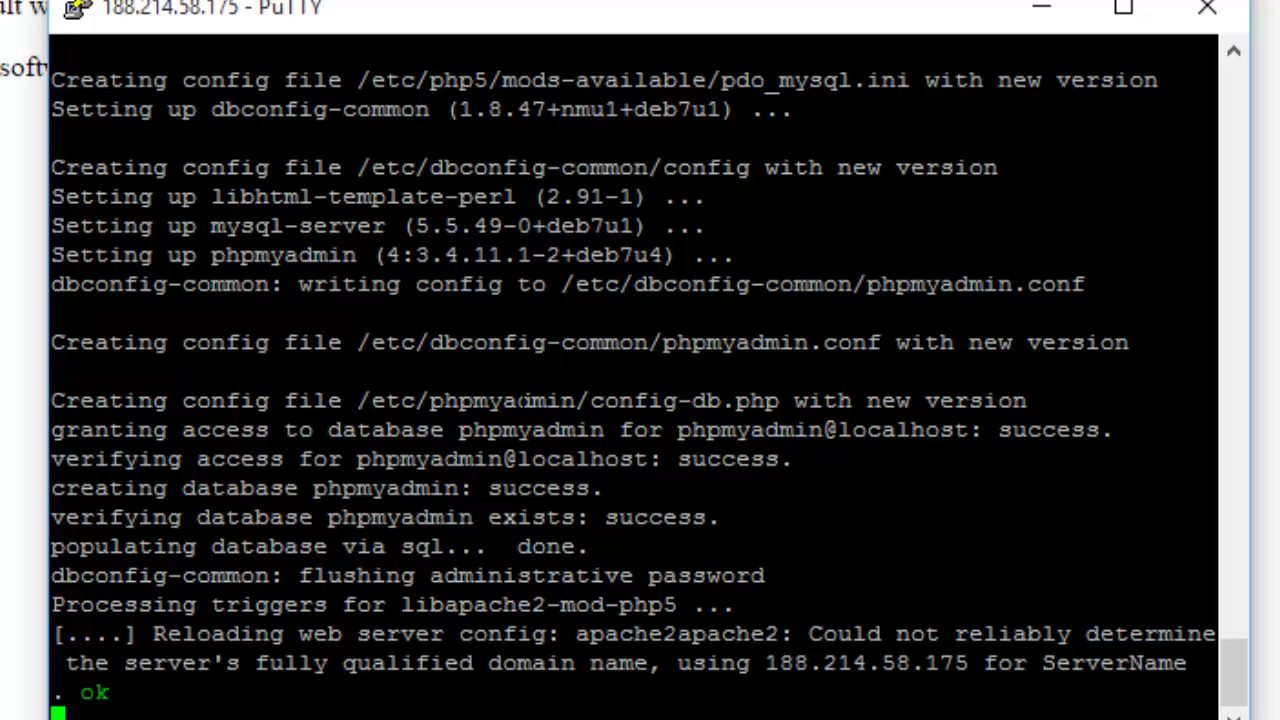 ult w
188.214.58.175 - PuTTY
softw
Creating config file /etc/php5/mods-available/pdo_mysql.ini with new version
Setting up dbconfig-common (1.8.47+nmu1+deb7u1) ...
Creating config file /etc/dbconfig-common/config with new version
Setting up libhtml-template-perl (2.91-1) ...
Setting up mysql-server (5.5.49-0+deb7u1) ...
Setting up phpmyadmin (4:3.4.11.1-2+deb7u4) ...
dbconfig-common: writing config to /etc/dbconfig-common/phpmyadmin.conf
Creating config file /etc/dbconfig-common/phpmyadmin.conf with new version
Creating config file /etc/phpmyadmin/config-db.php with new version
granting access to database phpmyadmin for phpmyadmin@localhost: success.
verifying access for phpmyadmin@localhost: success.
creating database phpmyadmin: success.
verifying database phpmyadmin exists: success.
populating database via sql...  done.
dbconfig-common: flushing administrative password
Processing triggers for libapache2-mod-php5 ...
[....] Reloading web server config: apache2apache2: Could not reliably determine
 the server's fully qualified domain name, using 188.214.58.175 for ServerName
. ok